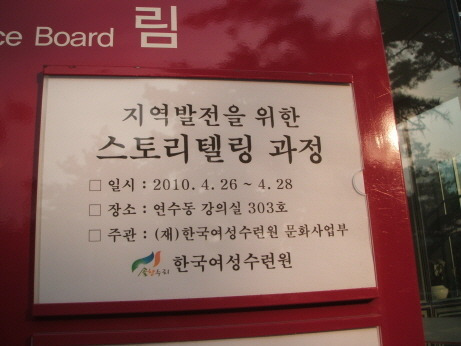 ce Board 림
지역발전을 위한
스토리텔링 과정
□ 일시 : 2010. 4. 26 ~ 4. 28
□ 장소 : 연수동 강의실 303호
□ 주관 : (재)한국여성수련원 문화사업부
한국여성수련원